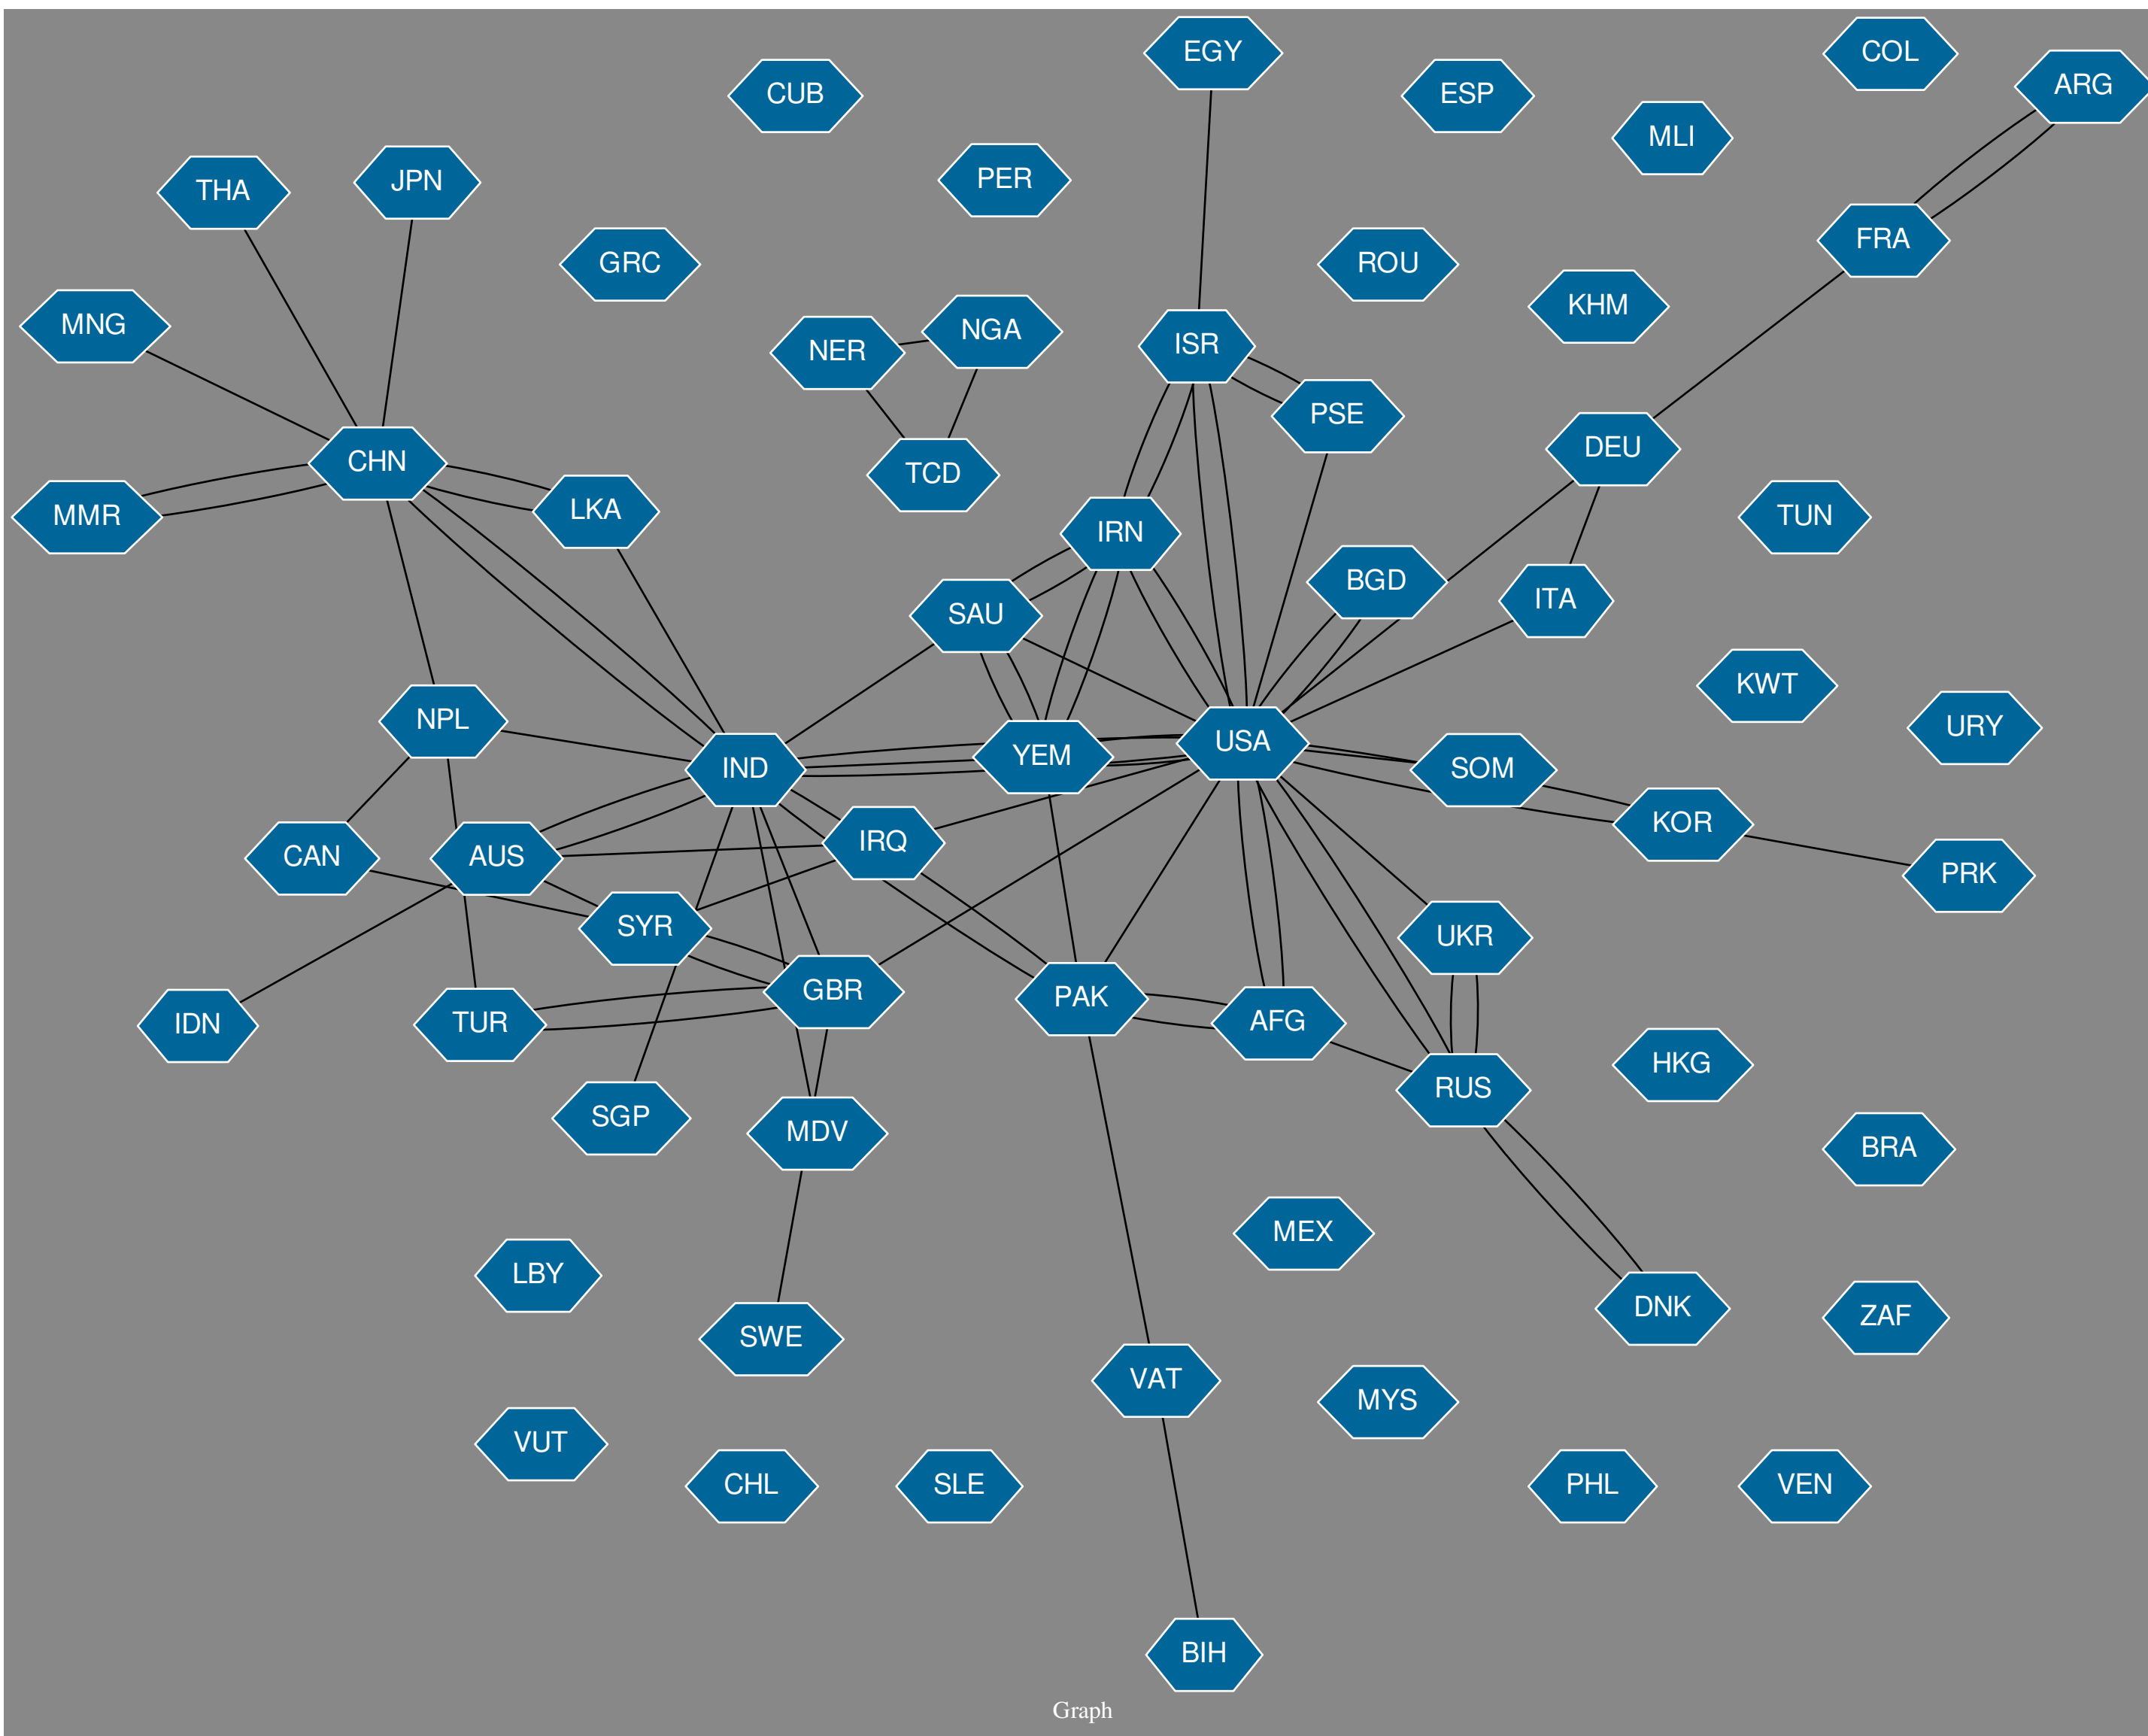 EGY
COL
ARG
CUB
ESP
MLI
THA
JPN
PER
FRA
GRC
ROU
KHM
MNG
NER
NGA
ISR
PSE
CHN
DEU
TCD
MMR
LKA
IRN
TUN
BGD
ITA
SAU
KWT
NPL
URY
IND
YEM
USA
SOM
IRQ
KOR
CAN
AUS
PRK
SYR
UKR
GBR
PAK
IDN
TUR
AFG
HKG
RUS
SGP
MDV
BRA
MEX
LBY
DNK
ZAF
SWE
VAT
MYS
VUT
CHL
SLE
PHL
VEN
BIH
Graph